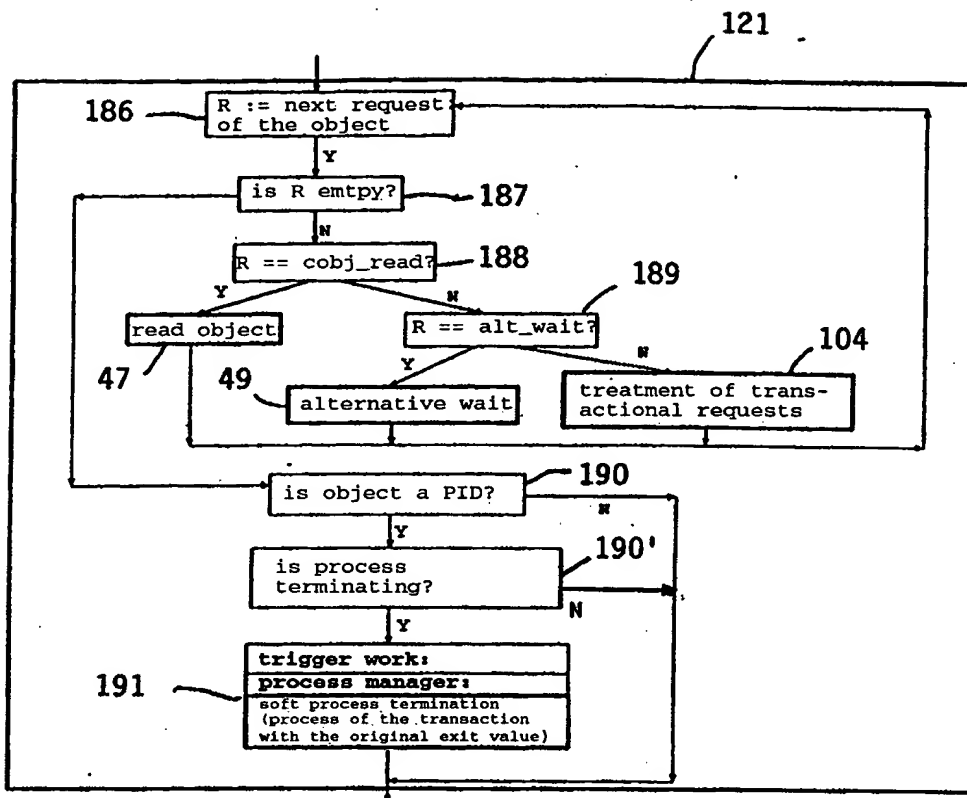 121
186
R := next request
of the object
Y
is R emtpy?
187
N
R == cobj_read?
188
Y
N
189
read object
R == alt_wait?
47
Y
N
104
49
alternative wait
treatment of trans-
actional requests
is object a PID?
190
N
Y
190'
is process
terminating?
N
Y
191
trigger work:
process manager:
soft process termination
(process of the transaction
with the original exit value)